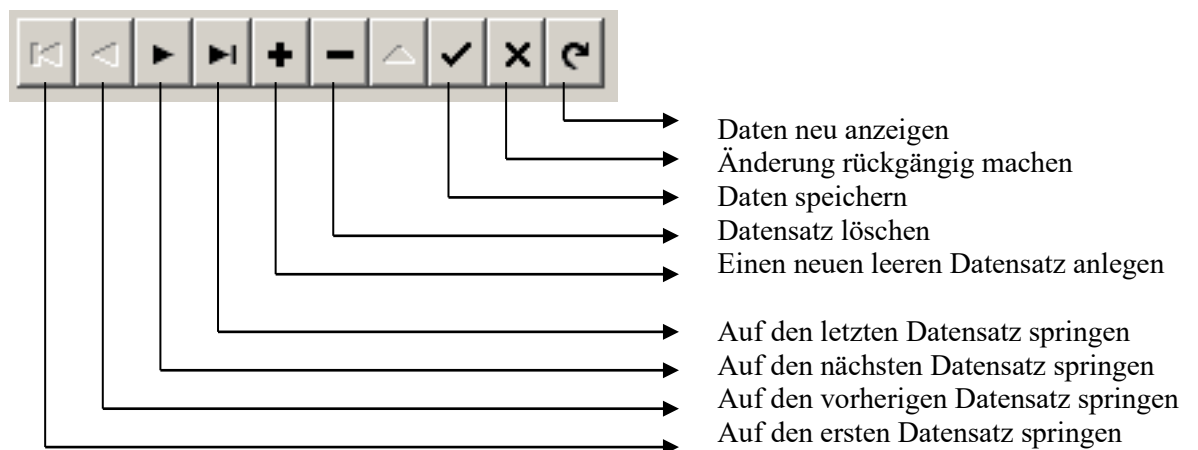 Daten neu anzeigen
Änderung rückgängig machen
Daten speichern
Datensatz löschen
Einen neuen leeren Datensatz anlegen
Auf den letzten Datensatz springen
Auf den nächsten Datensatz springen
Auf den vorherigen Datensatz springen
Auf den ersten Datensatz springen